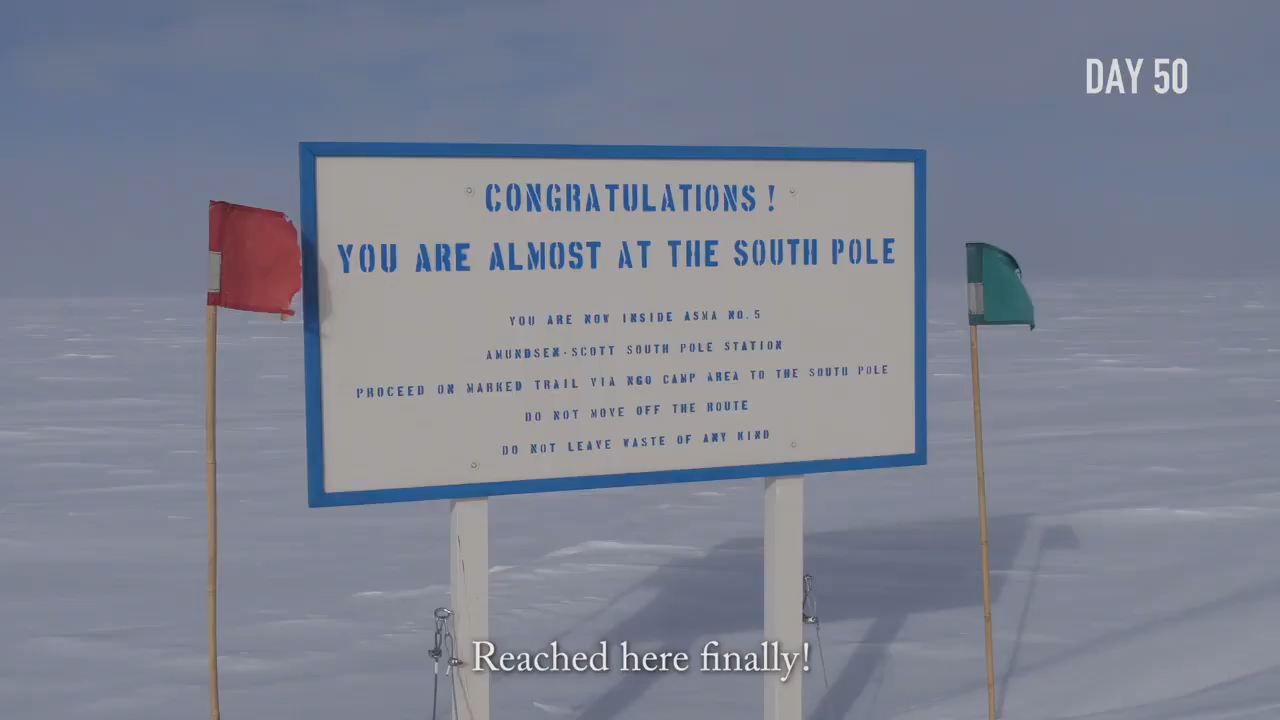 DAY 50
CONGRATULATIONS!
YOU ARE ALMOST AT THE SOUTH POLE
YOU ARE NOW INSIDE ASMA NO.5
AMUNDSEN-SCOTT SOUTH POLE STATION
PROCEED ON MARKED TRAIL VIA NGO CAMP AREA TO THE SOUTH POLE
DO NOT MOVE OFF THE ROUTE
DO NOT LEAVE WASTE OF ANY KIND
Reached here finally!